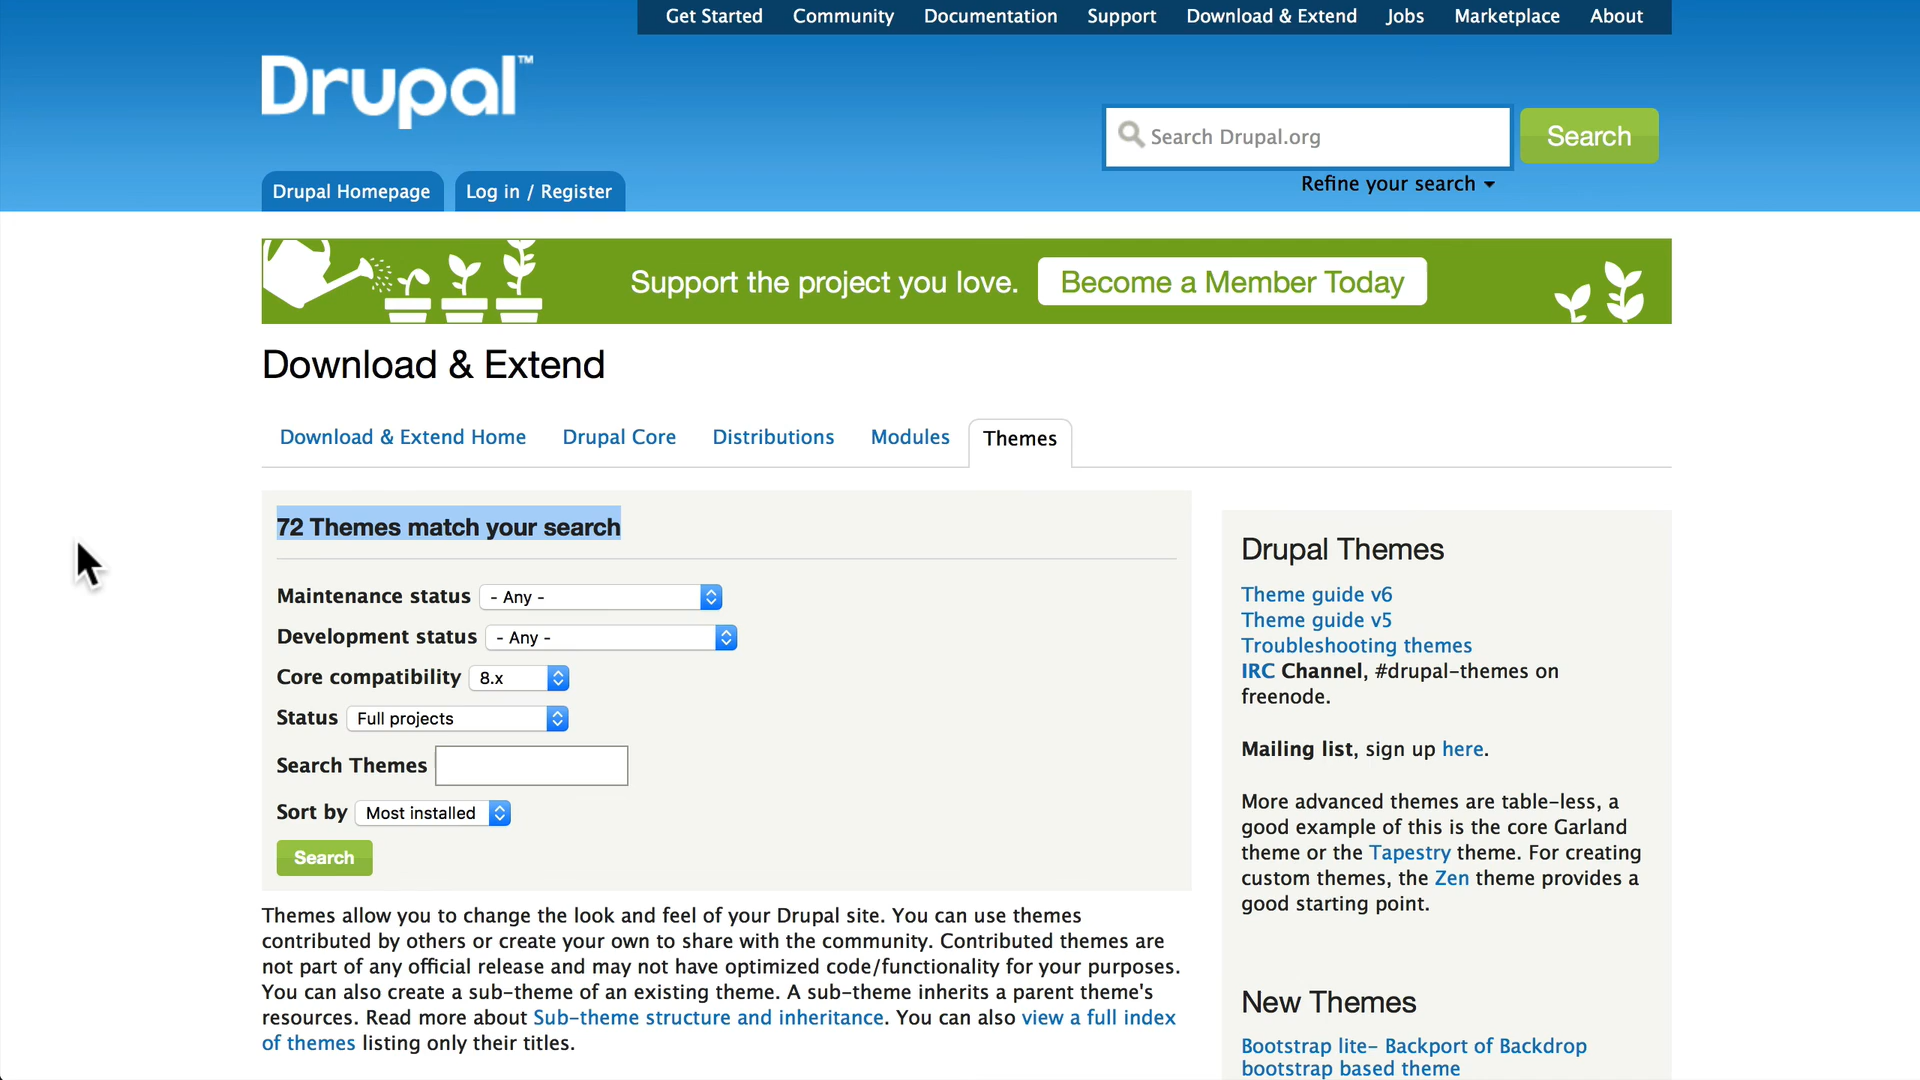 Get Started Community Documentation Support Download & Extend Jobs Marketplace About
Drupal™
Search Drupal.org
Search
Refine your search
Drupal Homepage
Log in / Register
Support the project you love.
Become a Member Today
Download & Extend
Download & Extend Home
Drupal Core
Distributions
Modules
Themes
72 Themes match your search
Maintenance status - Any -
Development status - Any -
Core compatibility 8.x
Status Full projects
Search Themes
Sort by Most installed
Search
Themes allow you to change the look and feel of your Drupal site. You can use themes
contributed by others or create your own to share with the community. Contributed themes are
not part of any official release and may not have optimized code/functionality for your purposes.
You can also create a sub-theme of an existing theme. A sub-theme inherits a parent theme's
resources. Read more about Sub-theme structure and inheritance. You can also view a full index
of themes listing only their titles.
Drupal Themes
Theme guide v6
Theme guide v5
Troubleshooting themes
IRC Channel, #drupal-themes on
freenode.
Mailing list, sign up here.
More advanced themes are table-less, a
good example of this is the core Garland
theme or the Tapestry theme. For creating
custom themes, the Zen theme provides a
good starting point.
New Themes
Bootstrap lite- Backport of Backdrop
bootstrap based theme